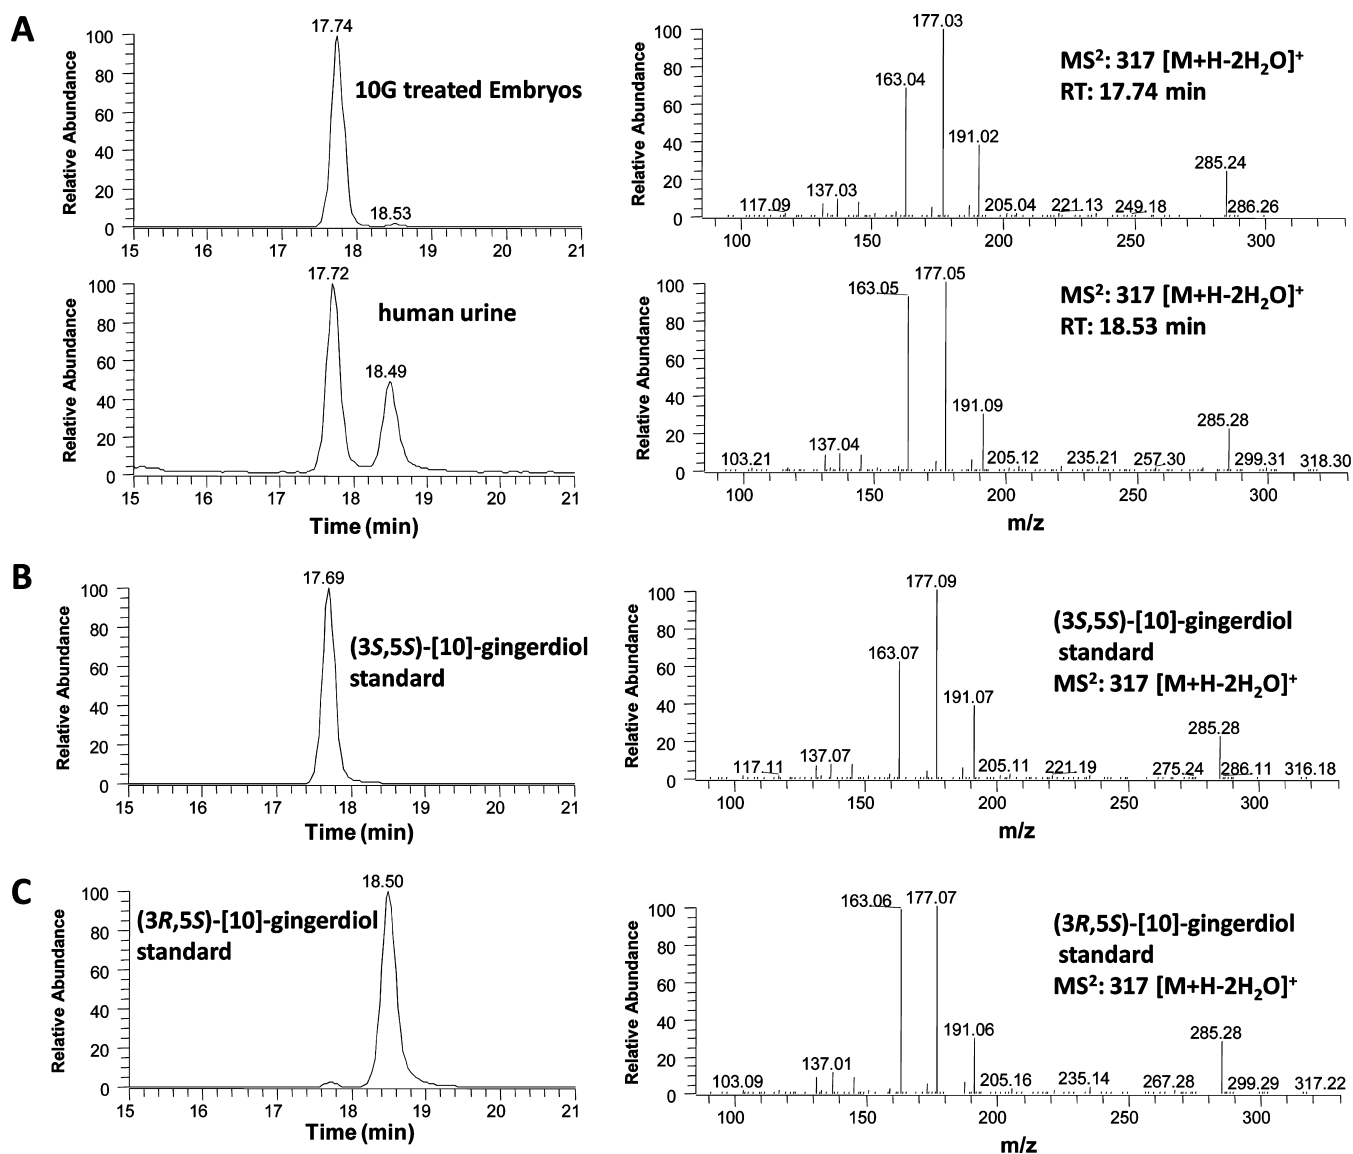 A
17.74
100
80
60
40
20
0
Relative Abundance
10G treated Embryos
18.53
15 16 17 18 19 20 21
177.03
163.04
191.02
137.03
117.09
205.04
221.13
249.18
285.24
286.26
100
80
60
40
20
0
Relative Abundance
MS²: 317 [M+H-2H₂O]⁺
RT: 17.74 min
100 150 200 250 300
17.72
100
80
60
40
20
0
Relative Abundance
human urine
18.49
15 16 17 18 19 20 21
Time (min)
177.05
163.05
191.09
137.04
103.21
205.12
235.21
257.30
285.28
299.31
318.30
100
80
60
40
20
0
Relative Abundance
MS²: 317 [M+H-2H₂O]⁺
RT: 18.53 min
100 150 200 250 300
m/z
B
17.69
100
80
60
40
20
0
Relative Abundance
(3S,5S)-[10]-gingerdiol
standard
15 16 17 18 19 20 21
Time (min)
177.09
163.07
191.07
137.07
117.11
205.11
221.19
275.24
285.28
286.11
316.18
100
80
60
40
20
0
Relative Abundance
(3S,5S)-[10]-gingerdiol
standard
MS²: 317 [M+H-2H₂O]⁺
100 150 200 250 300
m/z
C
18.50
100
80
60
40
20
0
Relative Abundance
(3R,5S)-[10]-gingerdiol
standard
15 16 17 18 19 20 21
Time (min)
163.06
177.07
191.06
137.01
103.09
205.16
235.14
267.28
285.28
299.29
317.22
100
80
60
40
20
0
Relative Abundance
(3R,5S)-[10]-gingerdiol
standard
MS²: 317 [M+H-2H₂O]⁺
100 150 200 250 300
m/z